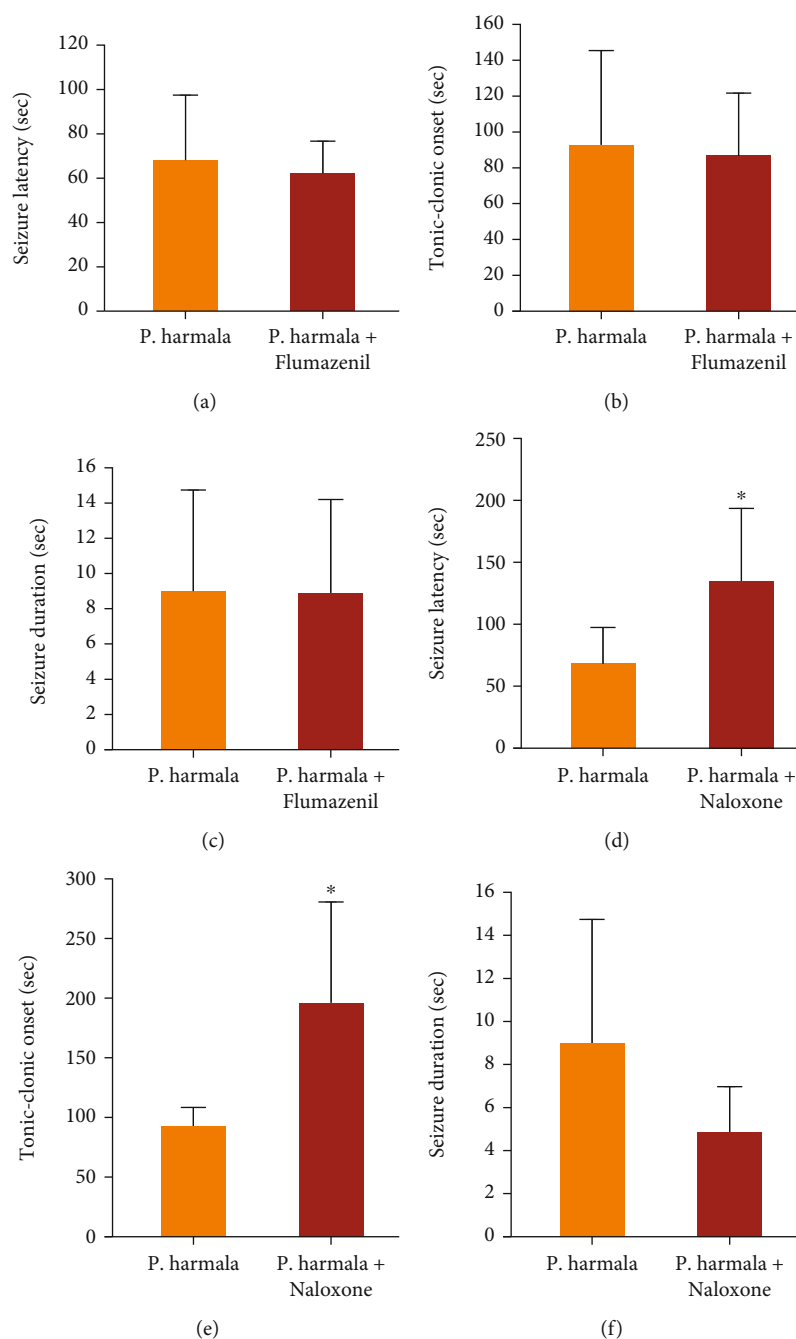 120
100
80
60
40
20
0
Seizure latency (sec)
P. harmala
P. harmala +
Flumazenil
(a)
160
140
120
100
80
60
40
20
0
Tonic-clonic onset (sec)
P. harmala
P. harmala +
Flumazenil
(b)
16
14
12
10
8
6
4
2
0
Seizure duration (sec)
P. harmala
P. harmala +
Flumazenil
(c)
250
200
150
100
50
0
Seizure latency (sec)
*
P. harmala
P. harmala +
Naloxone
(d)
300
250
200
150
100
50
0
Tonic-clonic onset (sec)
*
P. harmala
P. harmala +
Naloxone
(e)
16
14
12
10
8
6
4
2
0
Seizure duration (sec)
P. harmala
P. harmala +
Naloxone
(f)